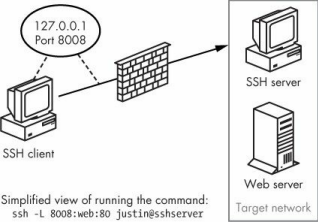 127.0.0.1
Port 8008
SSH server
SSH client
Web server
Target network
Simplified view of running the command:
ssh -L 8008:web:80 justin@sshserver